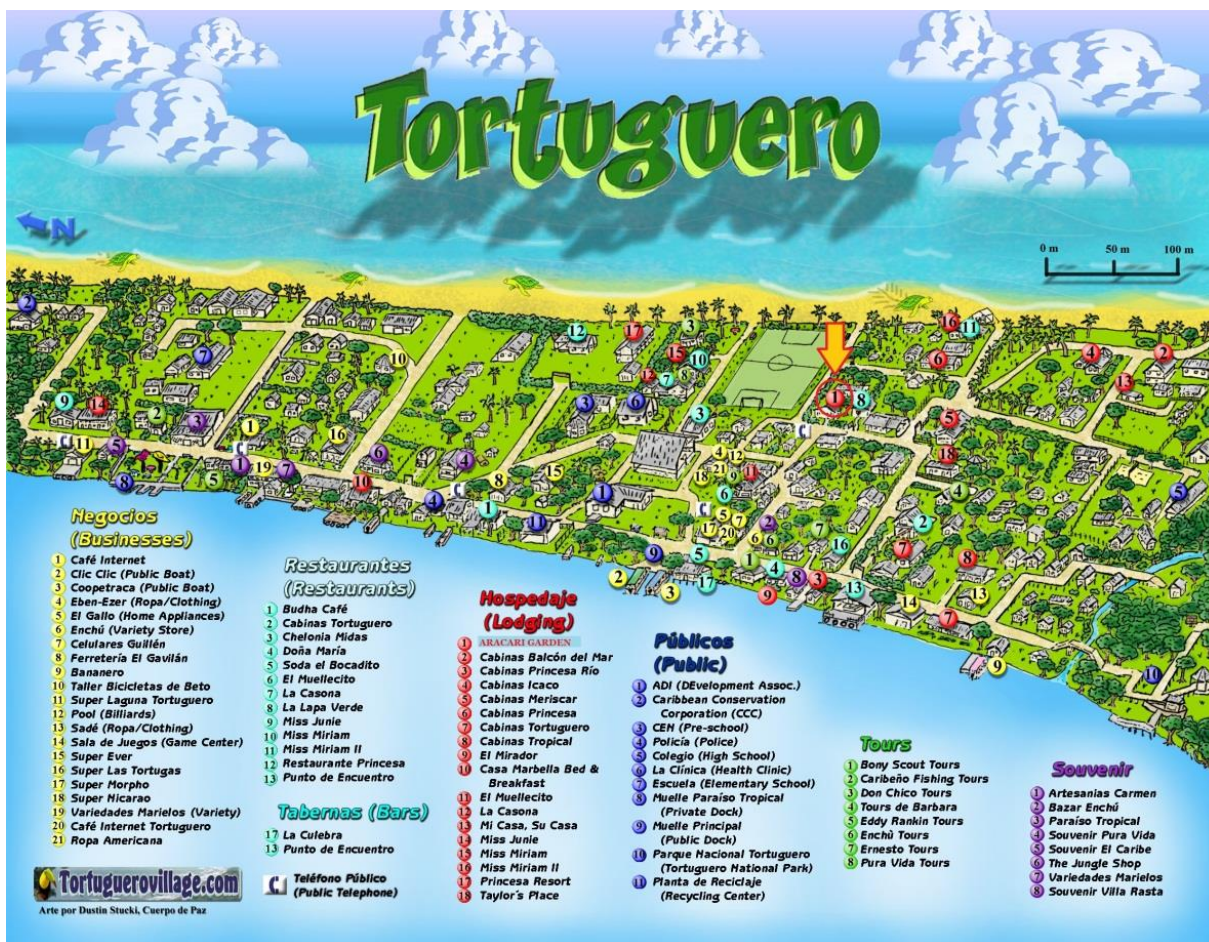 Tortuguero
N
0 m 50 m 100 m
Negocios
(Businesses)
1 Café Internet
2 Clic Clic (Public Boat)
3 Coopetraca (Public Boat)
4 Eben-Ezer (Ropa/Clothing)
5 El Gallo (Home Appliances)
6 Enchú (Variety Store)
7 Celulares Guillén
8 Ferretería El Gavilán
9 Bananero
10 Taller Bicicletas de Beto
11 Super Laguna Tortuguero
12 Pool (Billiards)
13 Sadé (Ropa/Clothing)
14 Sala de Juegos (Game Center)
15 Super Ever
16 Super Las Tortugas
17 Super Morpho
18 Super Nicarao
19 Variedades Marielos (Variety)
20 Café Internet Tortuguero
21 Ropa Americana
Tortuguerovillage.com
Arte por Dustin Stucki, Cuerpo de Paz
Restaurantes
(Restaurants)
1 Budha Café
2 Cabinas Tortuguero
3 Chelonia Midas
4 Doña María
5 Soda el Bocadito
6 El Muellecito
7 La Casona
8 La Lapa Verde
9 Miss Junie
10 Miss Miriam
11 Miss Miriam II
12 Restaurante Princesa
13 Punto de Encuentro
Tabernas (Bars)
17 La Culebra
13 Punto de Encuentro
Teléfono Público
(Public Telephone)
Hospedaje
(Lodging)
1 ARACARI GARDEN
2 Cabinas Balcón del Mar
3 Cabinas Princesa Río
4 Cabinas Icaco
5 Cabinas Meriscar
6 Cabinas Princesa
7 Cabinas Tortuguero
8 Cabinas Tropical
9 El Mirador
10 Casa Marbella Bed &
Breakfast
11 El Muellecito
12 La Casona
13 Mi Casa, Su Casa
14 Miss Junie
15 Miss Miriam
16 Miss Miriam II
17 Princesa Resort
18 Taylor's Place
Públicos
(Public)
1 ADI (DEvelopment Assoc.)
2 Caribbean Conservation
Corporation (CCC)
3 CEN (Pre-school)
4 Policía (Police)
5 Colegio (High School)
6 La Clínica (Health Clinic)
7 Escuela (Elementary School)
8 Muelle Paraíso Tropical
(Private Dock)
9 Muelle Principal
(Public Dock)
10 Parque Nacional Tortuguero
(Tortuguero National Park)
11 Planta de Reciclaje
(Recycling Center)
Tours
1 Bony Scout Tours
2 Caribeño Fishing Tours
3 Don Chico Tours
4 Tours de Barbara
5 Eddy Rankin Tours
6 Enchù Tours
7 Ernesto Tours
8 Pura Vida Tours
Souvenir
1 Artesanias Carmen
2 Bazar Enchú
3 Paraíso Tropical
4 Souvenir Pura Vida
5 Souvenir El Caribe
6 The Jungle Shop
7 Variedades Marielos
8 Souvenir Villa Rasta